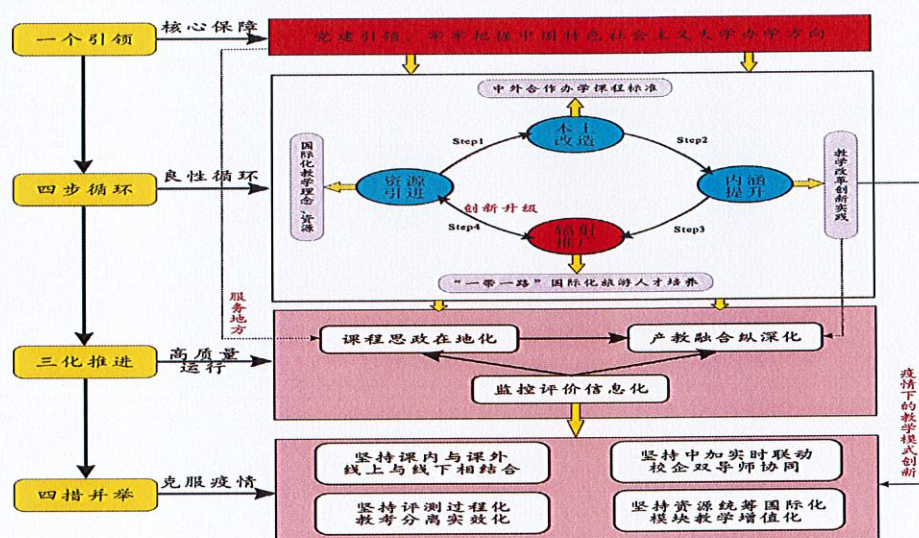 一个引领
核心保障
党建引领、牢牢把握中国特色社会主义大学办学方向
中外合作办学课程标准
本土
改造
Step1
Step2
国际化教学理念、资源
资源
引进
内涵
提升
教学改革创新实践
四步循环
良性循环
创新升级
Step4
Step3
辐射
推广
“一带一路”国际化旅游人才培养
服务
地方
课程思政在地化
产教融合纵深化
三化推进
高质量
运行
监控评价信息化
疫情下的教学模式创新
坚持课内与课外
线上与线下相结合
坚持中加实时联动
校企双导师协同
四措并举
克服疫情
坚持评测过程化
教考分离实效化
坚持资源统筹国际化
模块教学增值化